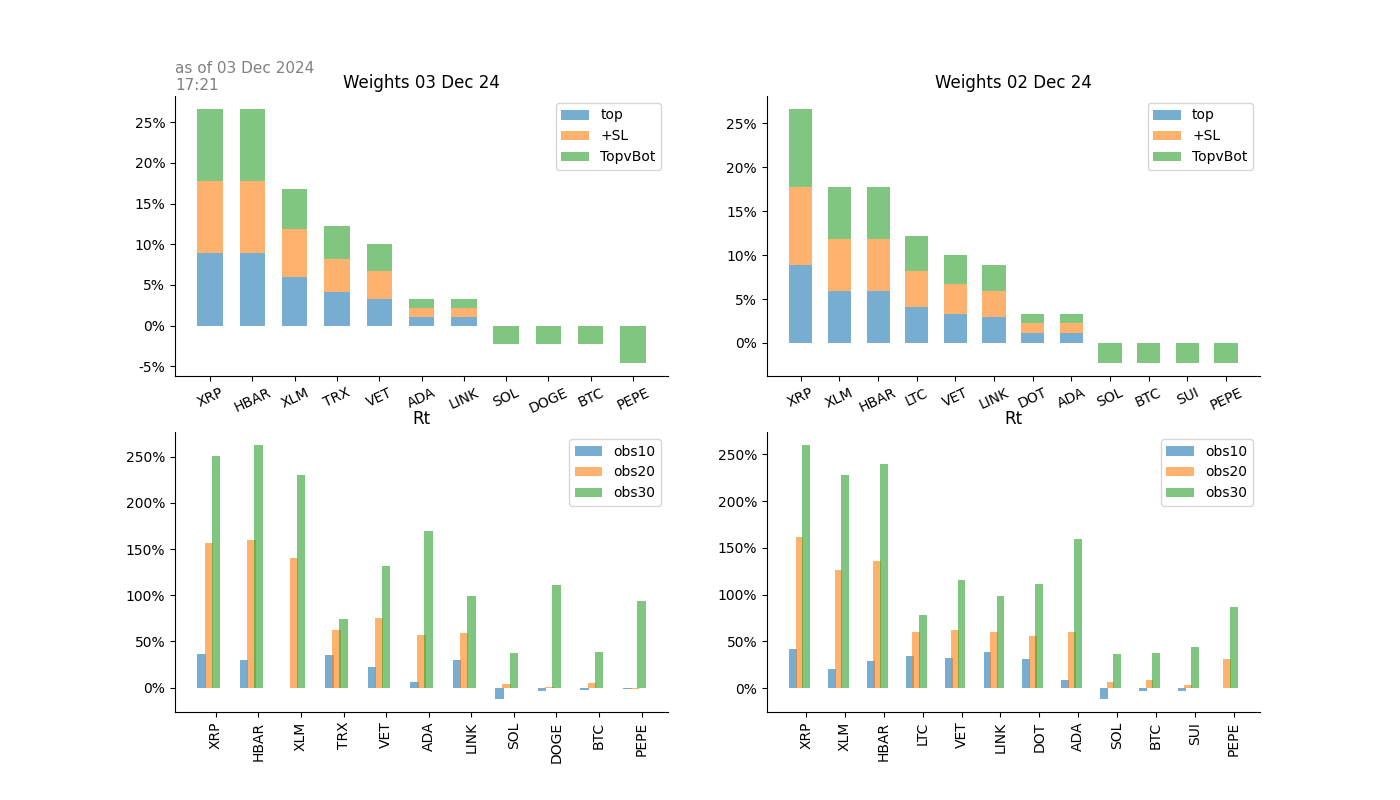 as of 03 Dec 2024
17:21
Weights 03 Dec 24
25%
20%
15%
10%
5%
0%
-5%
top
+SL
TopvBot
XRP HBAR XLM TRX VET ADA LINK SOL DOGE BTC PEPE
Weights 02 Dec 24
25%
20%
15%
10%
5%
0%
top
+SL
TopvBot
XRP XLM HBAR LTC VET LINK DOT ADA SOL BTC SUI PEPE
Rt
250%
200%
150%
100%
50%
0%
obs10
obs20
obs30
XRP HBAR XLM TRX VET ADA LINK SOL DOGE BTC PEPE
Rt
250%
200%
150%
100%
50%
0%
obs10
obs20
obs30
XRP XLM HBAR LTC VET LINK DOT ADA SOL BTC SUI PEPE